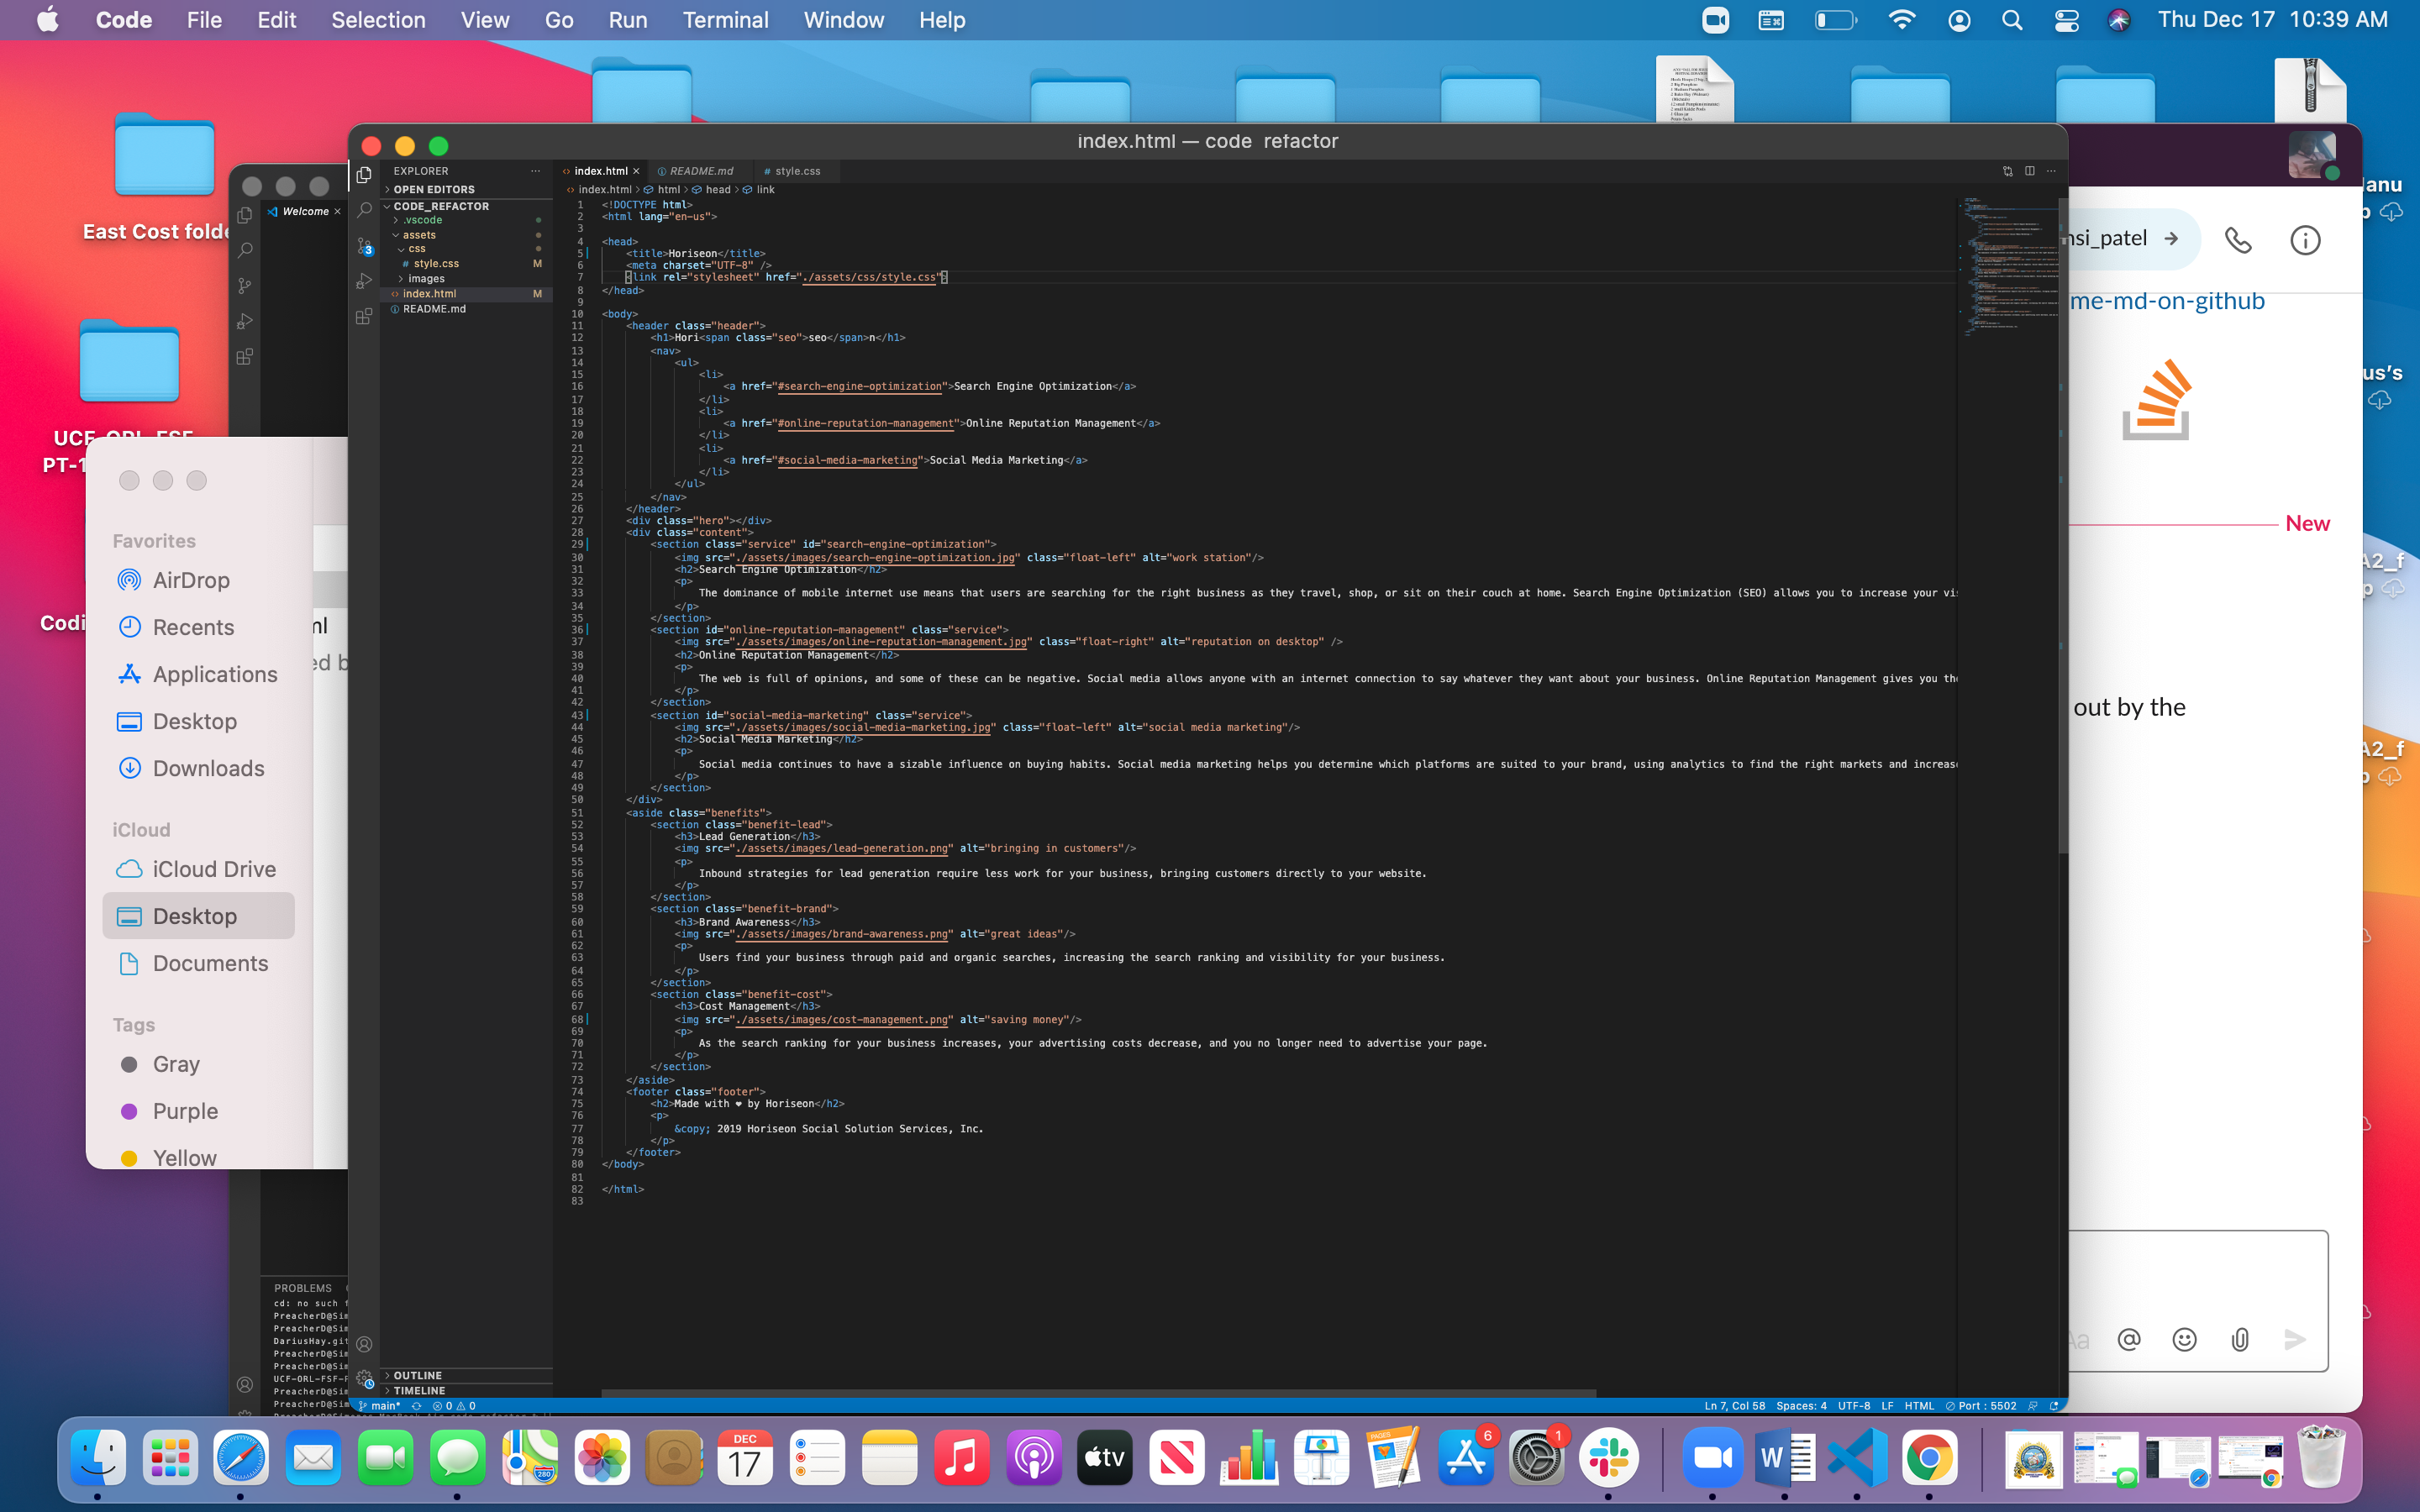 Code File Edit Selection View Go Run Terminal Window Help
Thu Dec 17 10:39 AM
East Cost folde
UCF-ORL-FSF
PT-1
Codi
Welcome ×
Favorites
AirDrop
Recents
Applications
Desktop
Downloads
iCloud
iCloud Drive
Desktop
Documents
Tags
Gray
Purple
Yellow
ml
ed b
PROBLEMS
cd: no such f
PreacherD@Sim
PreacherD@Sim
DariusHay.git
PreacherD@Sim
PreacherD@Sim
UCF-ORL-FSF-P
PreacherD@Sim
PreacherD@Sim
index.html — code refactor
EXPLORER ...
OPEN EDITORS
CODE_REFACTOR
.vscode
assets
css
# style.css M
images
index.html M
README.md
OUTLINE
TIMELINE
3
index.html × README.md # style.css
index.html > html > head > link
1 <!DOCTYPE html>
2 <html lang="en-us">
3
4 <head>
5 <title>Horiseon</title>
6 <meta charset="UTF-8" />
7 <link rel="stylesheet" href="./assets/css/style.css">
8 </head>
9
10 <body>
11 <header class="header">
12 <h1>Hori<span class="seo">seo</span>n</h1>
13 <nav>
14 <ul>
15 <li>
16 <a href="#search-engine-optimization">Search Engine Optimization</a>
17 </li>
18 <li>
19 <a href="#online-reputation-management">Online Reputation Management</a>
20 </li>
21 <li>
22 <a href="#social-media-marketing">Social Media Marketing</a>
23 </li>
24 </ul>
25 </nav>
26 </header>
27 <div class="hero"></div>
28 <div class="content">
29 <section class="service" id="search-engine-optimization">
30 <img src="./assets/images/search-engine-optimization.jpg" class="float-left" alt="work station"/>
31 <h2>Search Engine Optimization</h2>
32 <p>
33 The dominance of mobile internet use means that users are searching for the right business as they travel, shop, or sit on their couch at home. Search Engine Optimization (SEO) allows you to increase your vis
34 </p>
35 </section>
36 <section id="online-reputation-management" class="service">
37 <img src="./assets/images/online-reputation-management.jpg" class="float-right" alt="reputation on desktop" />
38 <h2>Online Reputation Management</h2>
39 <p>
40 The web is full of opinions, and some of these can be negative. Social media allows anyone with an internet connection to say whatever they want about your business. Online Reputation Management gives you the
41 </p>
42 </section>
43 <section id="social-media-marketing" class="service">
44 <img src="./assets/images/social-media-marketing.jpg" class="float-left" alt="social media marketing"/>
45 <h2>Social Media Marketing</h2>
46 <p>
47 Social media continues to have a sizable influence on buying habits. Social media marketing helps you determine which platforms are suited to your brand, using analytics to find the right markets and increas
48 </p>
49 </section>
50 </div>
51 <aside class="benefits">
52 <section class="benefit-lead">
53 <h3>Lead Generation</h3>
54 <img src="./assets/images/lead-generation.png" alt="bringing in customers"/>
55 <p>
56 Inbound strategies for lead generation require less work for your business, bringing customers directly to your website.
57 </p>
58 </section>
59 <section class="benefit-brand">
60 <h3>Brand Awareness</h3>
61 <img src="./assets/images/brand-awareness.png" alt="great ideas"/>
62 <p>
63 Users find your business through paid and organic searches, increasing the search ranking and visibility for your business.
64 </p>
65 </section>
66 <section class="benefit-cost">
67 <h3>Cost Management</h3>
68 <img src="./assets/images/cost-management.png" alt="saving money"/>
69 <p>
70 As the search ranking for your business increases, your advertising costs decrease, and you no longer need to advertise your page.
71 </p>
72 </section>
73 </aside>
74 <footer class="footer">
75 <h2>Made with ❤ by Horiseon</h2>
76 <p>
77 &copy; 2019 Horiseon Social Solution Services, Inc.
78 </p>
79 </footer>
80 </body>
81
82 </html>
83
main* 0 0 Ln 7, Col 58 Spaces: 4 UTF-8 LF HTML Port : 5502
nsi_patel
me-md-on-github
New
out by the
Aa
anu
us's
A2_f
p
A2_f
p
DEC
17
280
tv
PAGES
6
1
W